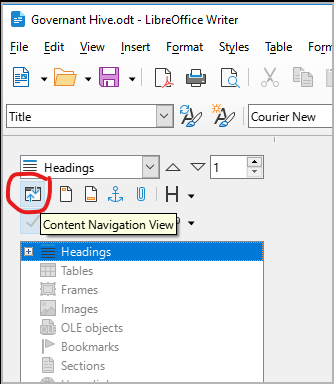 Governant Hive.odt - LibreOffice Writer
File Edit View Insert Format Styles Table
Title Courier New
Headings 1
H
Content Navigation View
Headings
Tables
Frames
Images
OLE objects
Bookmarks
Sections